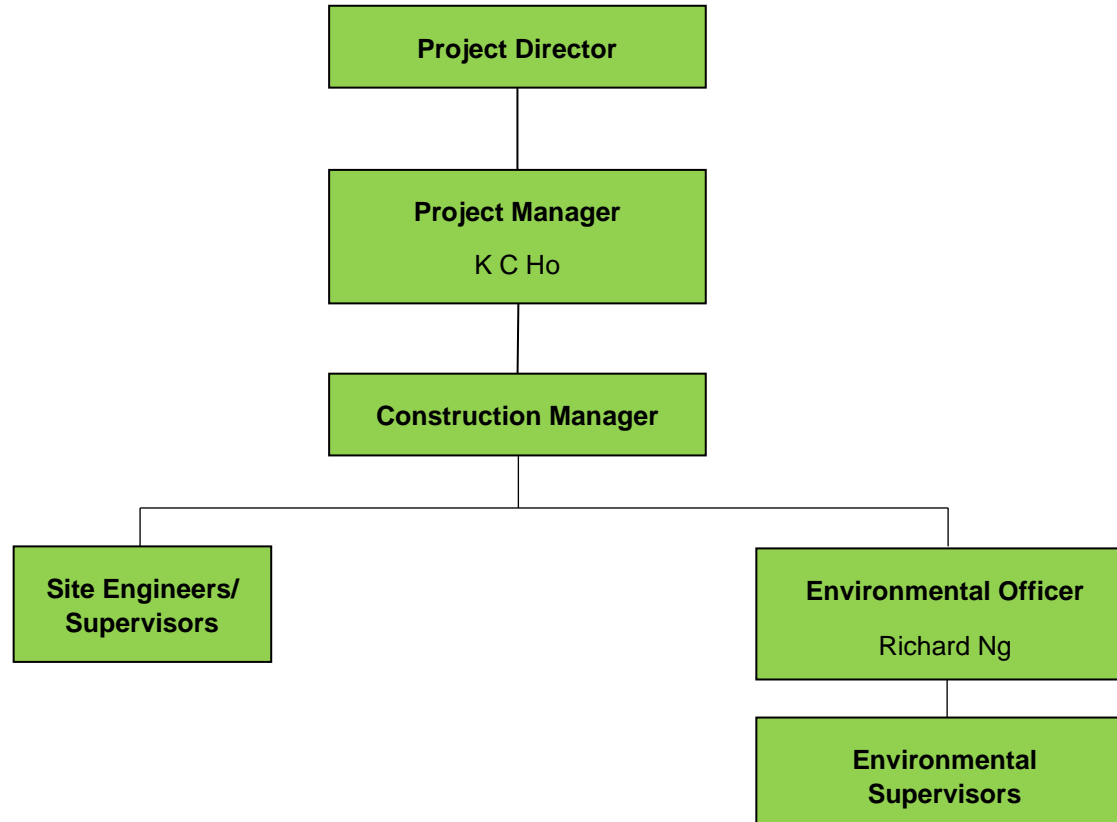 Project Director
Project Manager
K C Ho
Construction Manager
Site Engineers/
Supervisors
Environmental Officer
Richard Ng
Environmental
Supervisors